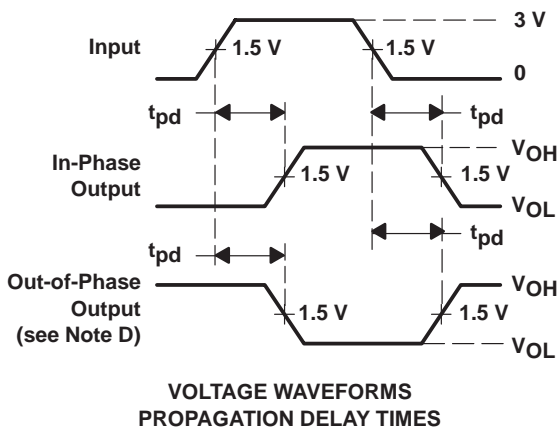 3 V
Input
1.5 V
1.5 V
0
tpd
tpd
In-Phase
Output
VOH
1.5 V
1.5 V
VOL
tpd
tpd
Out-of-Phase
Output
(see Note D)
VOH
1.5 V
1.5 V
VOL
VOLTAGE WAVEFORMS
PROPAGATION DELAY TIMES